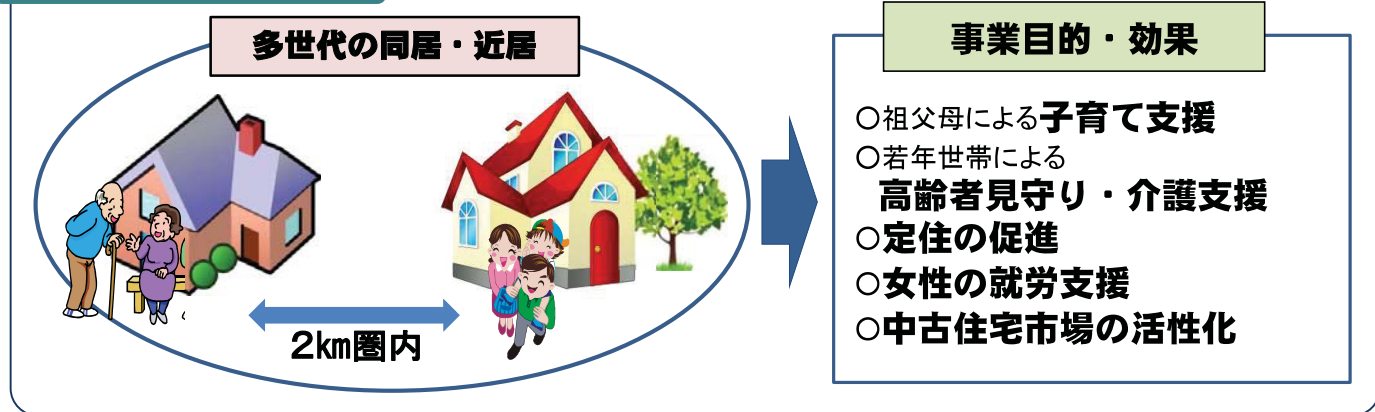 多世代の同居・近居
2km圏内
事業目的・効果
○祖父母による子育て支援
○若年世帯による
高齢者見守り・介護支援
○定住の促進
○女性の就労支援
○中古住宅市場の活性化